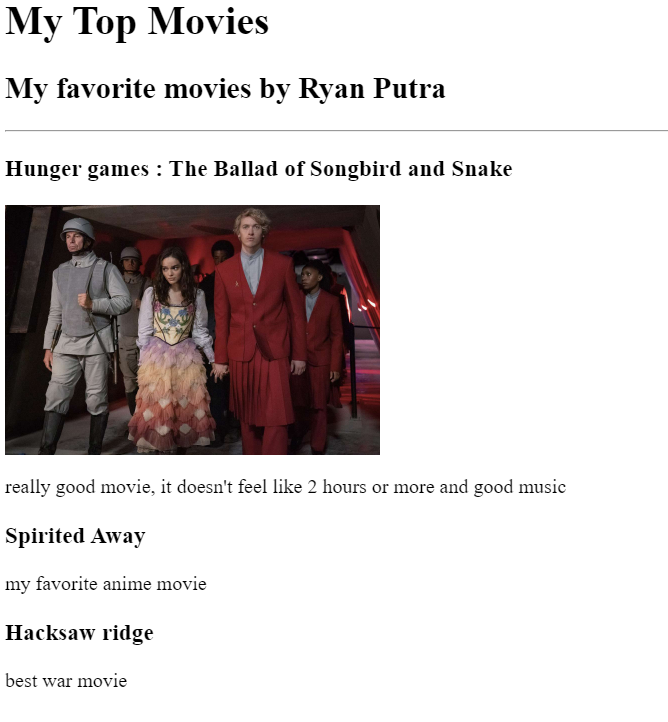 My Top Movies
My favorite movies by Ryan Putra
Hunger games : The Ballad of Songbird and Snake
really good movie, it doesn't feel like 2 hours or more and good music
Spirited Away
my favorite anime movie
Hacksaw ridge
best war movie